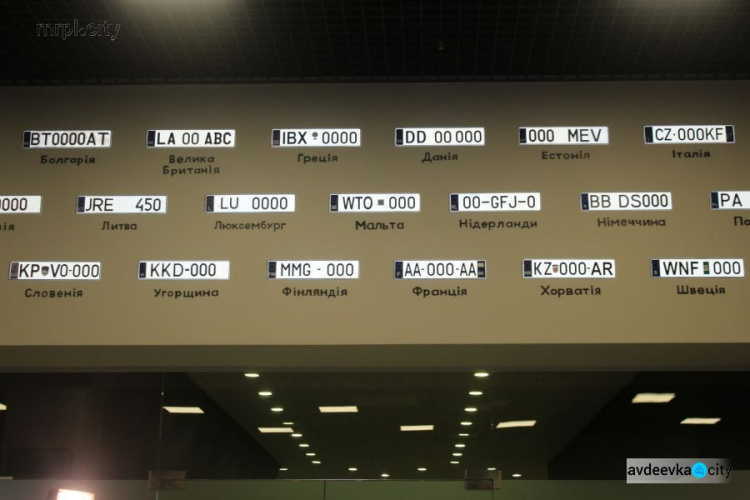 mrpl.city
BT0000AT
LA 00 ABC
IBX 0000
DD 00 000
000 MEV
CZ·000KF
Болгарія
Велика
Британія
Греція
Данія
Естонія
Італія
JRE 450
LU 0000
WTO 000
00-GFJ-0
BB DS000
PA
Литва
Люксембург
Мальта
Нідерланди
Німеччина
KP VO-000
KKD-000
MMG - 000
AA-000-AA
KZ 000-AR
WNF 000
Словенія
Угорщина
Фінляндія
Франція
Хорватія
Швеція
avdeevka.city